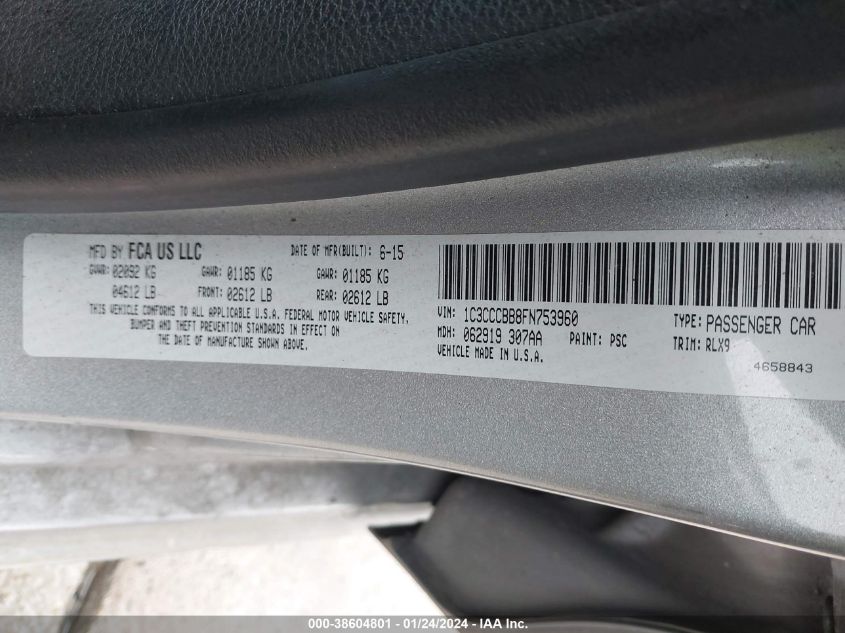 MFD BY FCA US LLC DATE OF MFR(BUILT): 6-15
GVWR: 02092 KG GAWR: 01185 KG GAWR: 01185 KG
04612 LB FRONT: 02612 LB REAR: 02612 LB
THIS VEHICLE CONFORMS TO ALL APPLICABLE U.S.A. FEDERAL MOTOR VEHICLE SAFETY,
BUMPER AND THEFT PREVENTION STANDARDS IN EFFECT ON
THE DATE OF MANUFACTURE SHOWN ABOVE.
VIN: 1C3CCCBB8FN753960 TYPE: PASSENGER CAR
MDH: 062919 307AA PAINT: PSC TRIM: RLX9
VEHICLE MADE IN U.S.A. 4658843
000-38604801 - 01/24/2024 - IAA Inc.